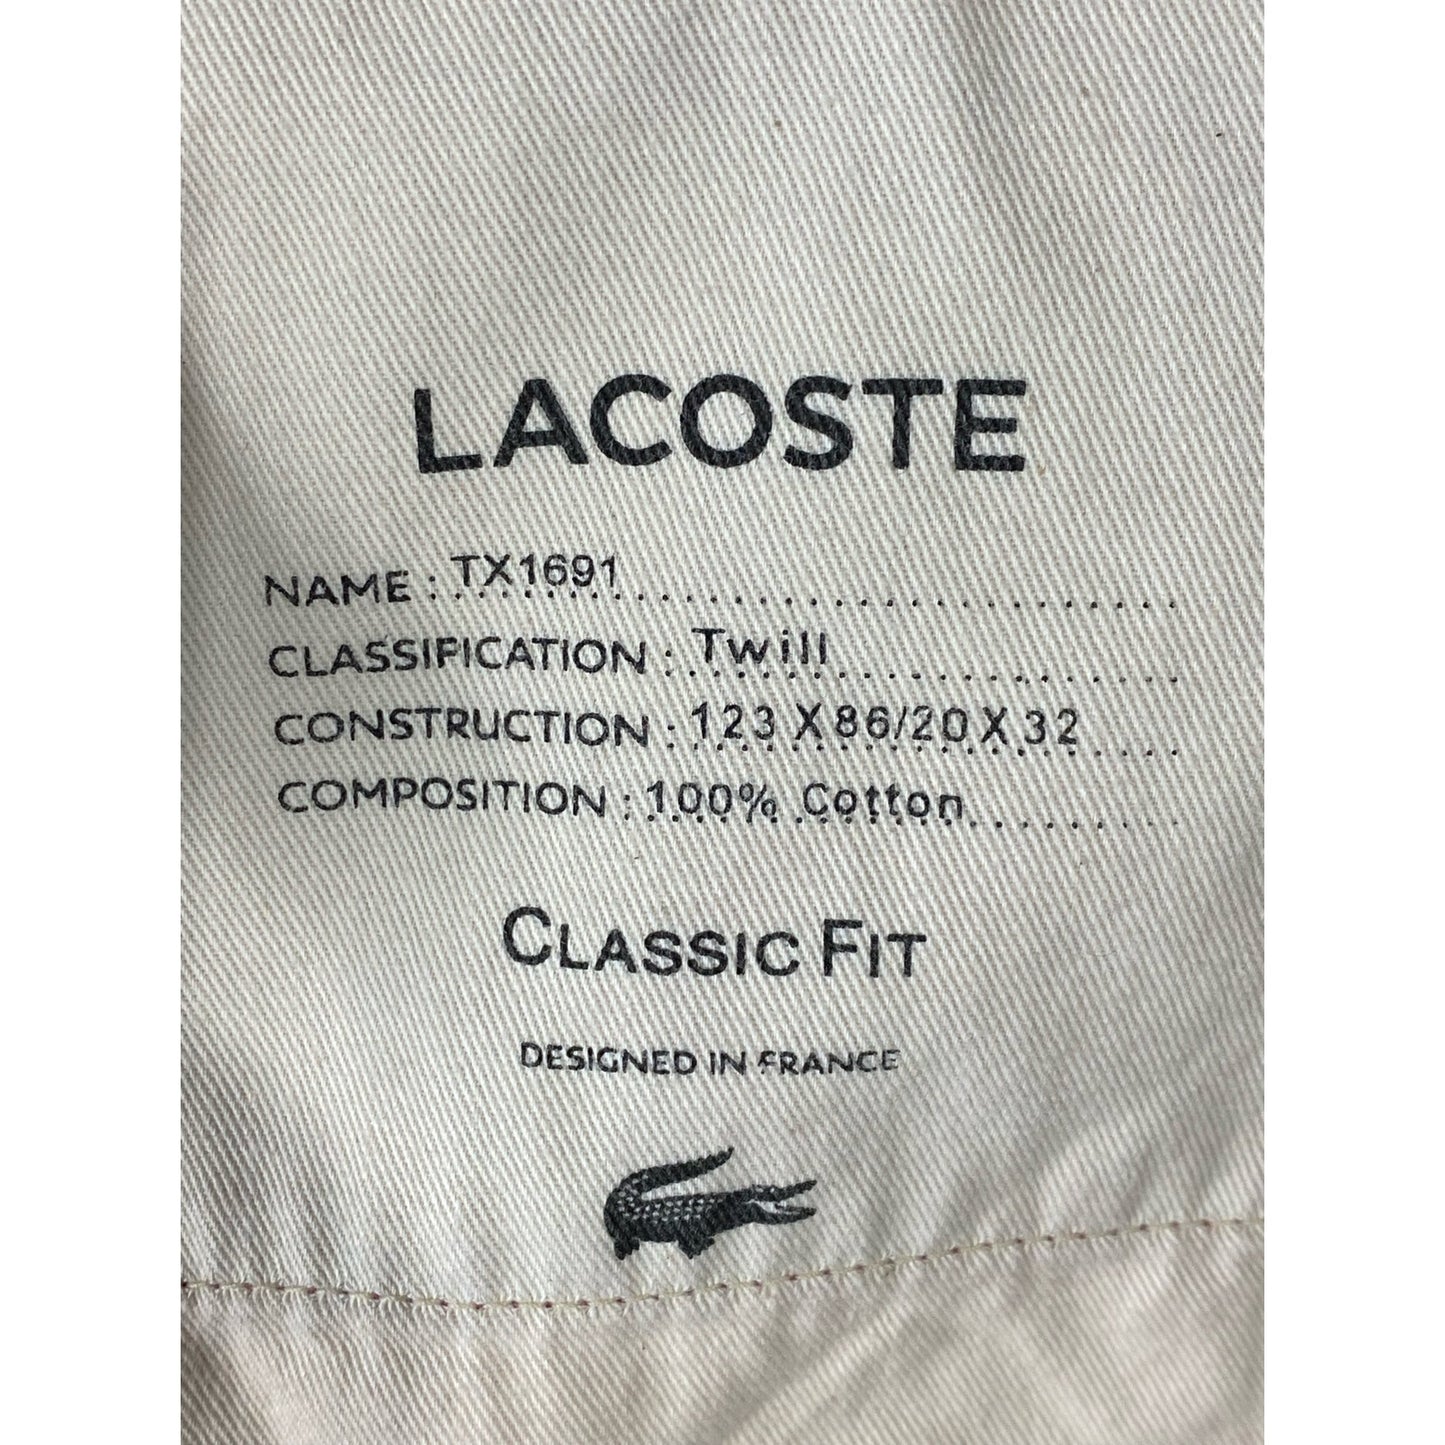 LACOSTE
NAME : TX1691
CLASSIFICATION : Twill
CONSTRUCTION : 123 X 86/20 X 32
COMPOSITION : 100% Cotton
CLASSIC FIT
DESIGNED IN FRANCE